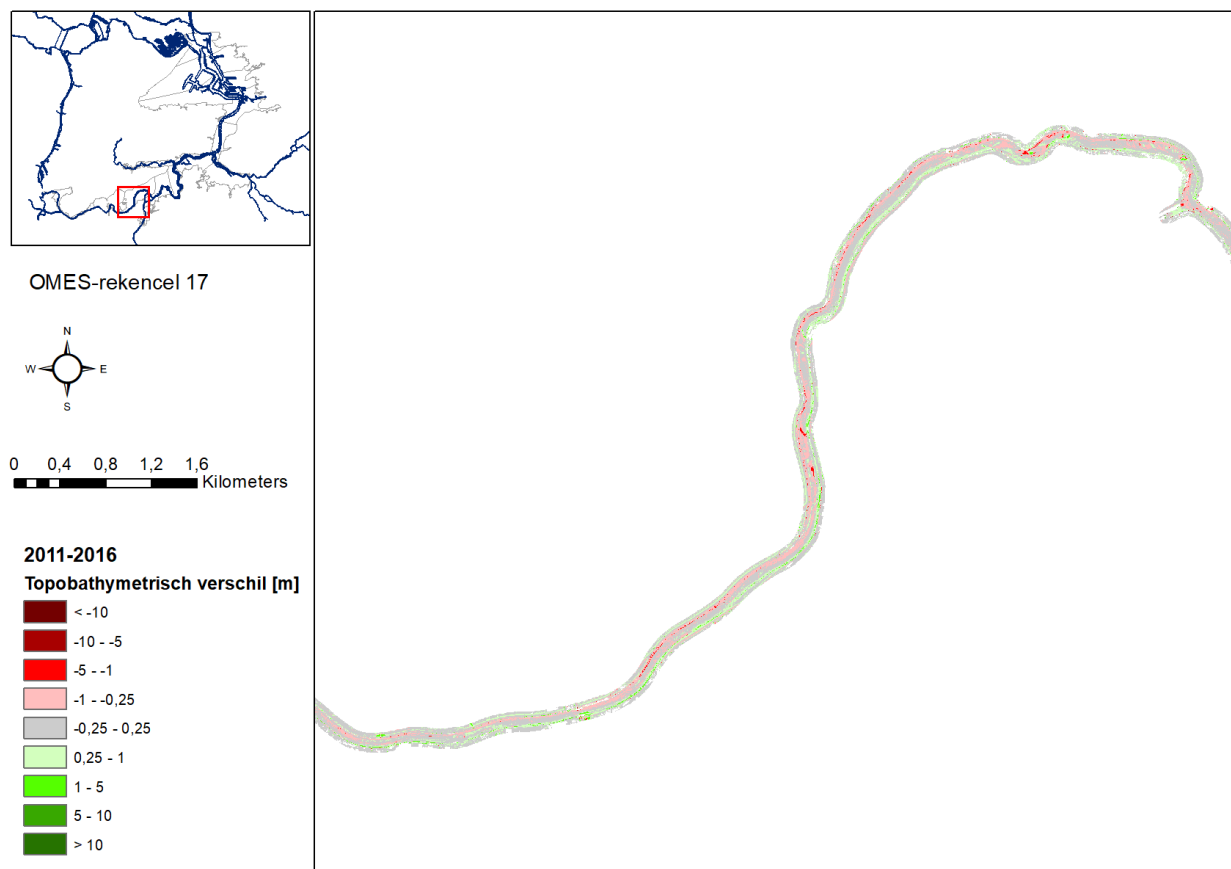 OMES-rekencel 17
N
W E
S
0 0,4 0,8 1,2 1,6
Kilometers
2011-2016
Topobathymetrisch verschil [m]
< -10
-10 - -5
-5 - -1
-1 - -0,25
-0,25 - 0,25
0,25 - 1
1 - 5
5 - 10
> 10